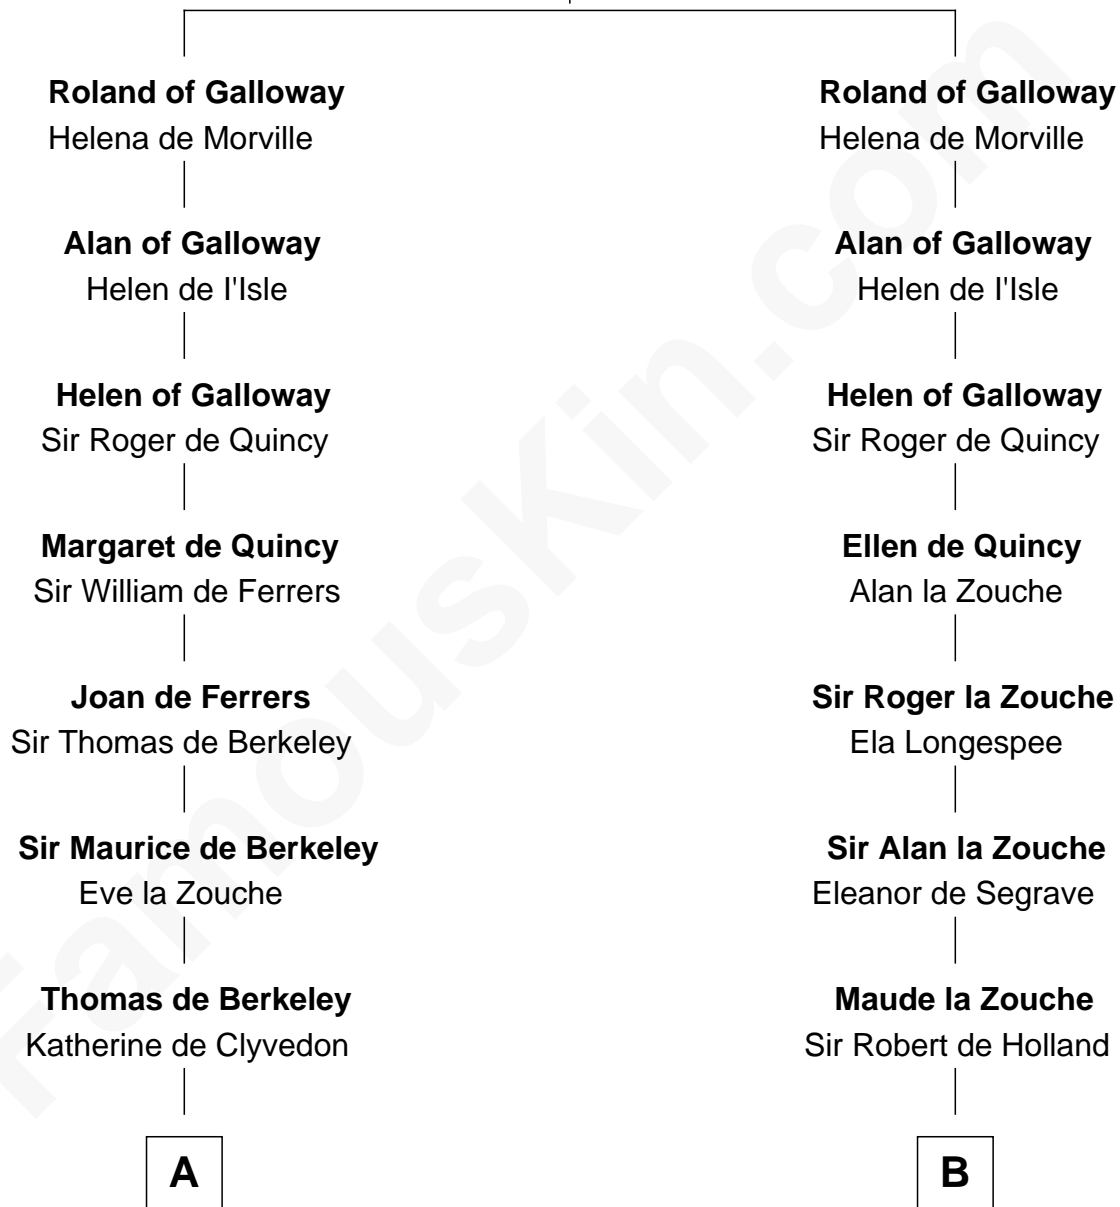 Roland of Galloway
Helena de Morville
Alan of Galloway
Helen de I'Isle
Helen of Galloway
Sir Roger de Quincy
Margaret de Quincy
Sir William de Ferrers
Joan de Ferrers
Sir Thomas de Berkeley
Sir Maurice de Berkeley
Eve la Zouche
Thomas de Berkeley
Katherine de Clyvedon
A
Roland of Galloway
Helena de Morville
Alan of Galloway
Helen de I'Isle
Helen of Galloway
Sir Roger de Quincy
Ellen de Quincy
Alan la Zouche
Sir Roger la Zouche
Ela Longespee
Sir Alan la Zouche
Eleanor de Segrave
Maude la Zouche
Sir Robert de Holland
B
FamousKin.com